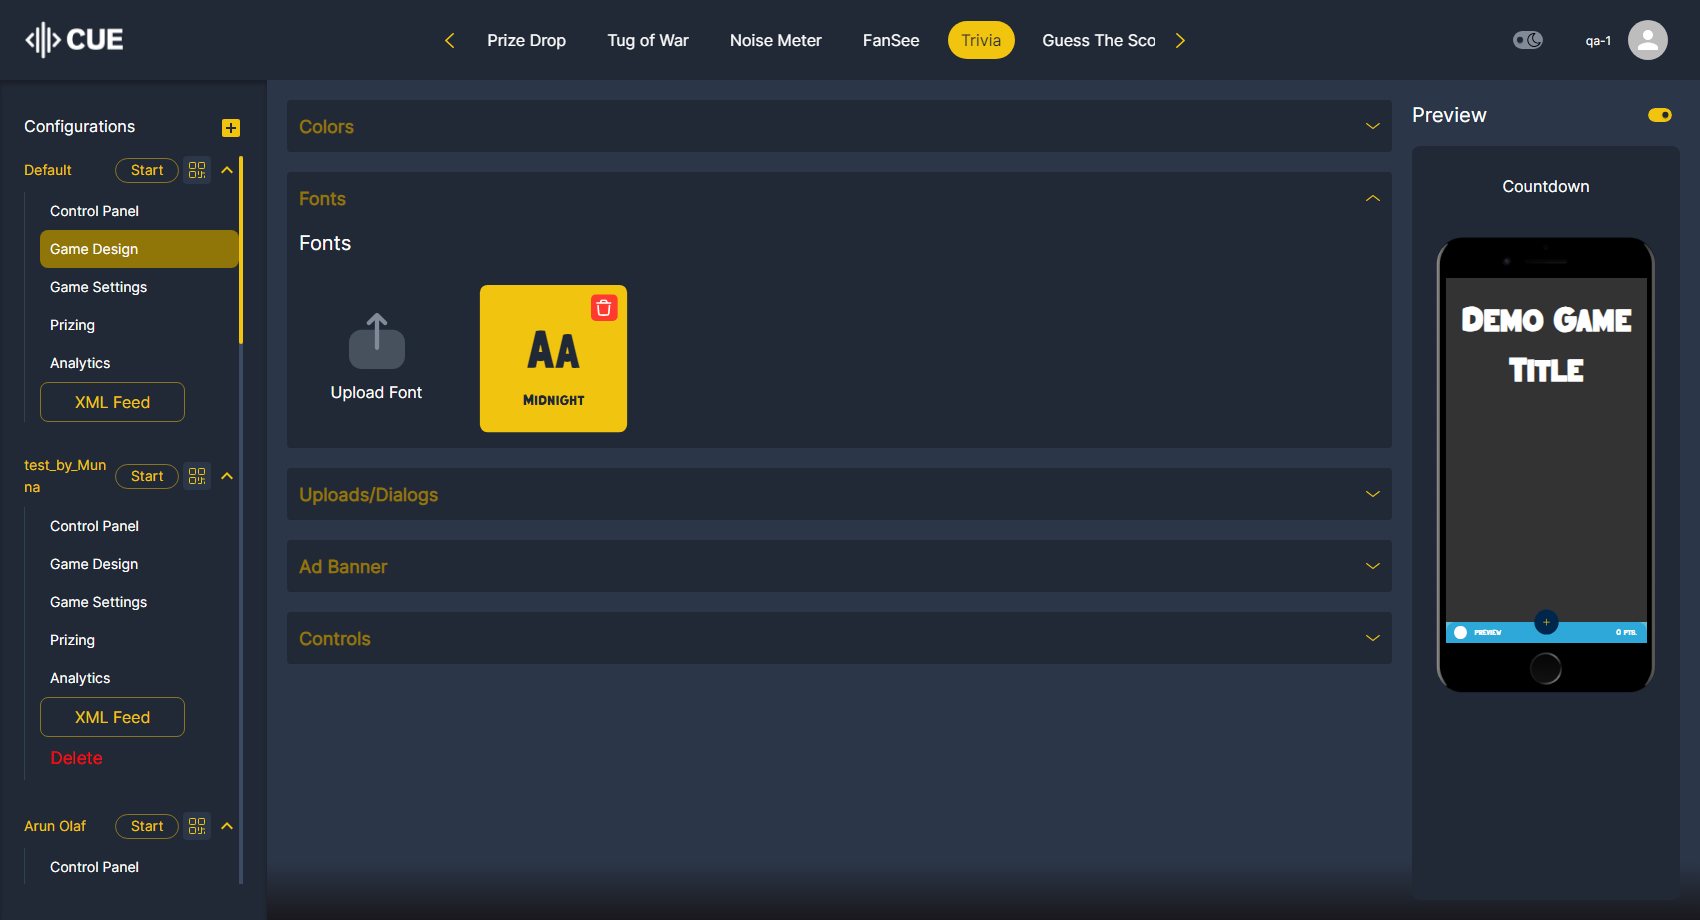 CUE
Prize Drop
Tug of War
Noise Meter
FanSee
Trivia
Guess The Sco
qa-1
Configurations
Default
Start
Control Panel
Game Design
Game Settings
Prizing
Analytics
XML Feed
test_by_Mun
na
Start
Control Panel
Game Design
Game Settings
Prizing
Analytics
XML Feed
Delete
Arun Olaf
Start
Control Panel
Colors
Fonts
Fonts
Upload Font
AA
MIDNIGHT
Uploads/Dialogs
Ad Banner
Controls
Preview
Countdown
DEMO GAME
TITLE
PREVIEW
0 PTS.